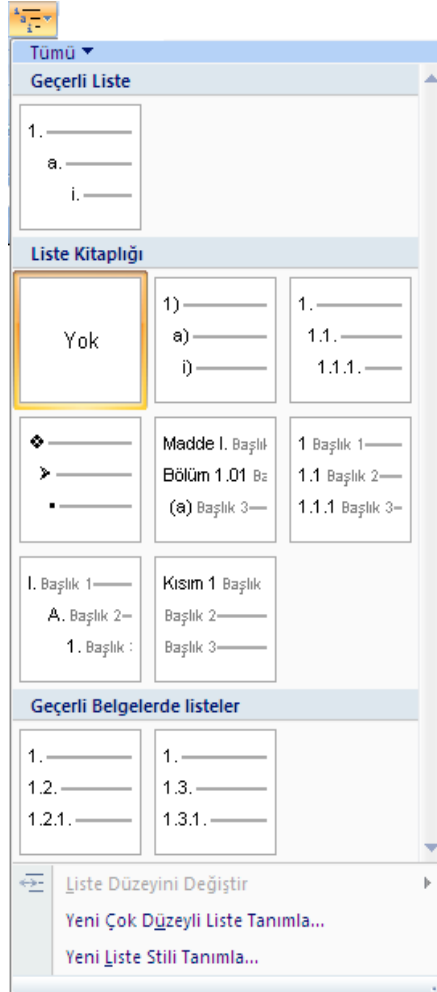 Tümü
Geçerli Liste
1.
a.
i.
Liste Kitaplığı
Yok
1)
a)
i)
1.
1.1.
1.1.1.
Madde I. Başlık
Bölüm 1.01 Ba
(a) Başlık 3
1 Başlık 1
1.1 Başlık 2
1.1.1 Başlık 3
I. Başlık 1
A. Başlık 2
1. Başlık
Kısım 1 Başlık
Başlık 2
Başlık 3
Geçerli Belgelerde listeler
1.
1.2.
1.2.1.
1.
1.3.
1.3.1.
Liste Düzeyini Değiştir
Yeni Çok Düzeyli Liste Tanımla...
Yeni Liste Stili Tanımla...